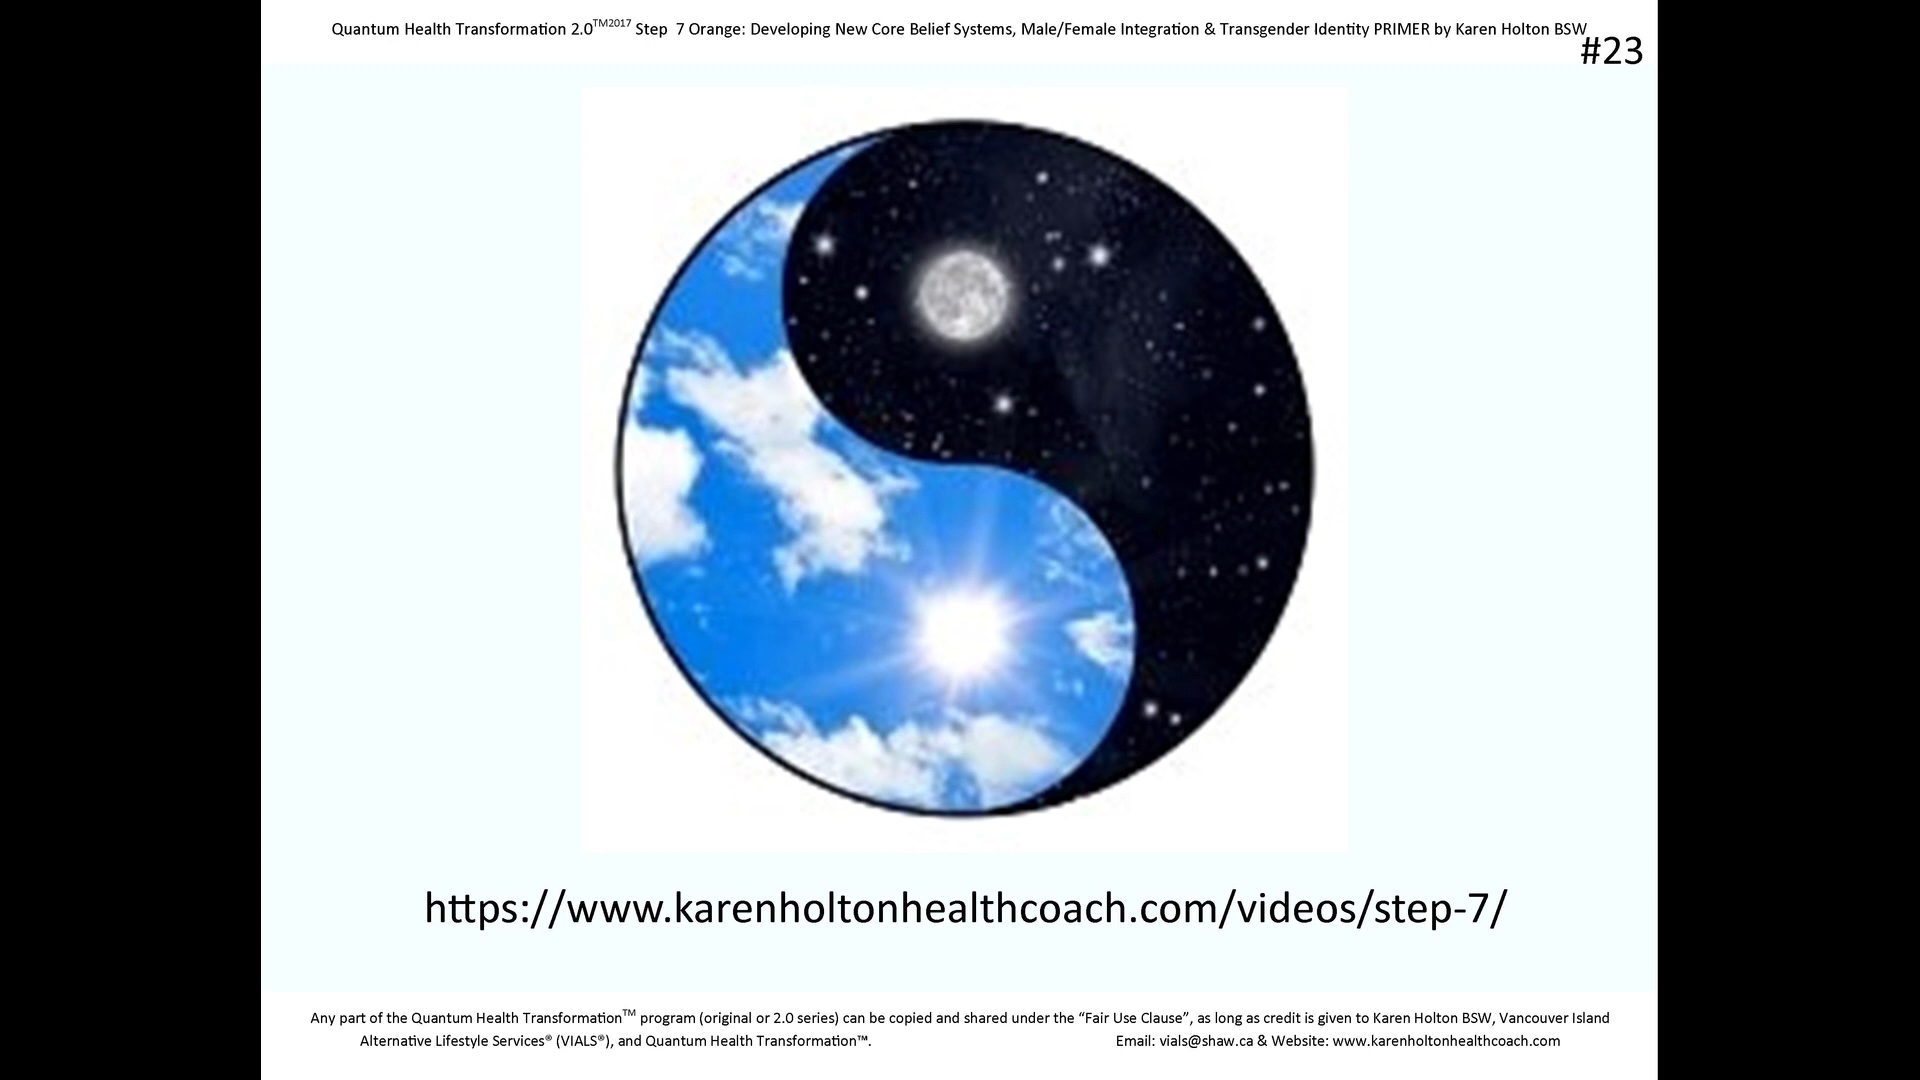 Quantum Health Transformation 2.0TM2017 Step 7 Orange: Developing New Core Belief Systems, Male/Female Integration & Transgender Identity PRIMER by Karen Holton BSW
#23
https://www.karenholtonhealthcoach.com/videos/step-7/
Any part of the Quantum Health Transformation™ program (original or 2.0 series) can be copied and shared under the “Fair Use Clause”, as long as credit is given to Karen Holton BSW, Vancouver Island
Alternative Lifestyle Services® (VIALS®), and Quantum Health Transformation™. Email: vials@shaw.ca & Website: www.karenholtonhealthcoach.com